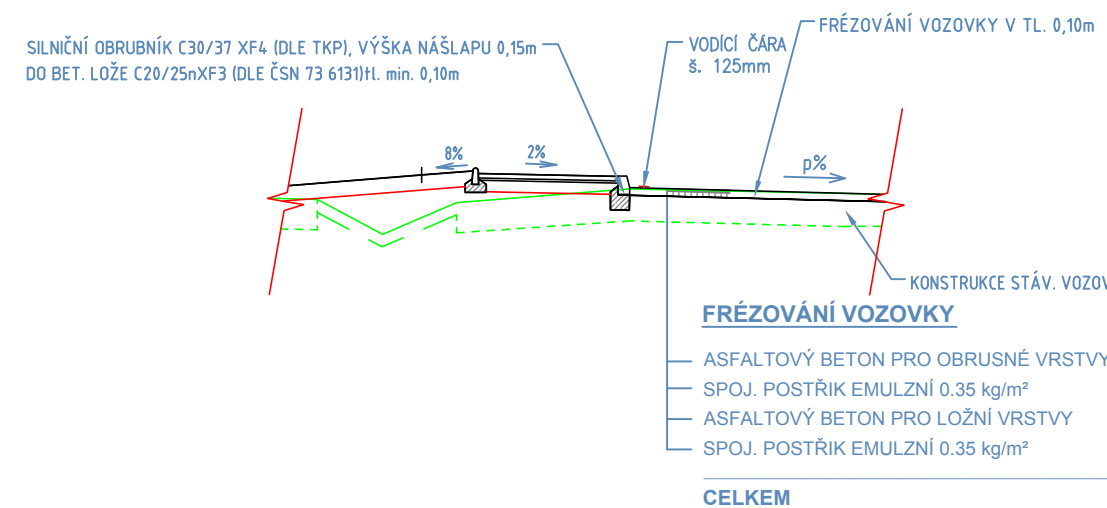 FRÉZOVÁNÍ VOZOVKY V TL. 0,10m
SILNIČNÍ OBRUBNÍK C30/37 XF4 (DLE TKP), VÝŠKA NÁŠLAPU 0,15m
DO BET. LOŽE C20/25nXF3 (DLE ČSN 73 6131)tl. min. 0,10m
VODÍCÍ ČÁRA
š. 125mm
8%
2%
p%
KONSTRUKCE STÁV. VOZOV
FRÉZOVÁNÍ VOZOVKY
ASFALTOVÝ BETON PRO OBRUSNÉ VRSTVY
SPOJ. POSTŘIK EMULZNÍ 0.35 kg/m²
ASFALTOVÝ BETON PRO LOŽNÍ VRSTVY
SPOJ. POSTŘIK EMULZNÍ 0.35 kg/m²
CELKEM